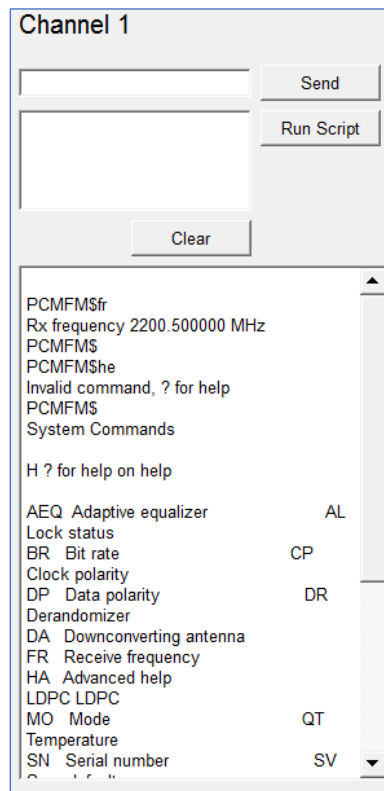 Channel 1
Send
Run Script
Clear
PCMFM$fr
Rx frequency 2200.500000 MHz
PCMFM$
PCMFM$he
Invalid command, ? for help
PCMFM$
System Commands
H ? for help on help
AEQ Adaptive equalizer AL
Lock status
BR Bit rate CP
Clock polarity
DP Data polarity DR
Derandomizer
DA Downconverting antenna
FR Receive frequency
HA Advanced help
LDPC LDPC
MO Mode QT
Temperature
SN Serial number SV